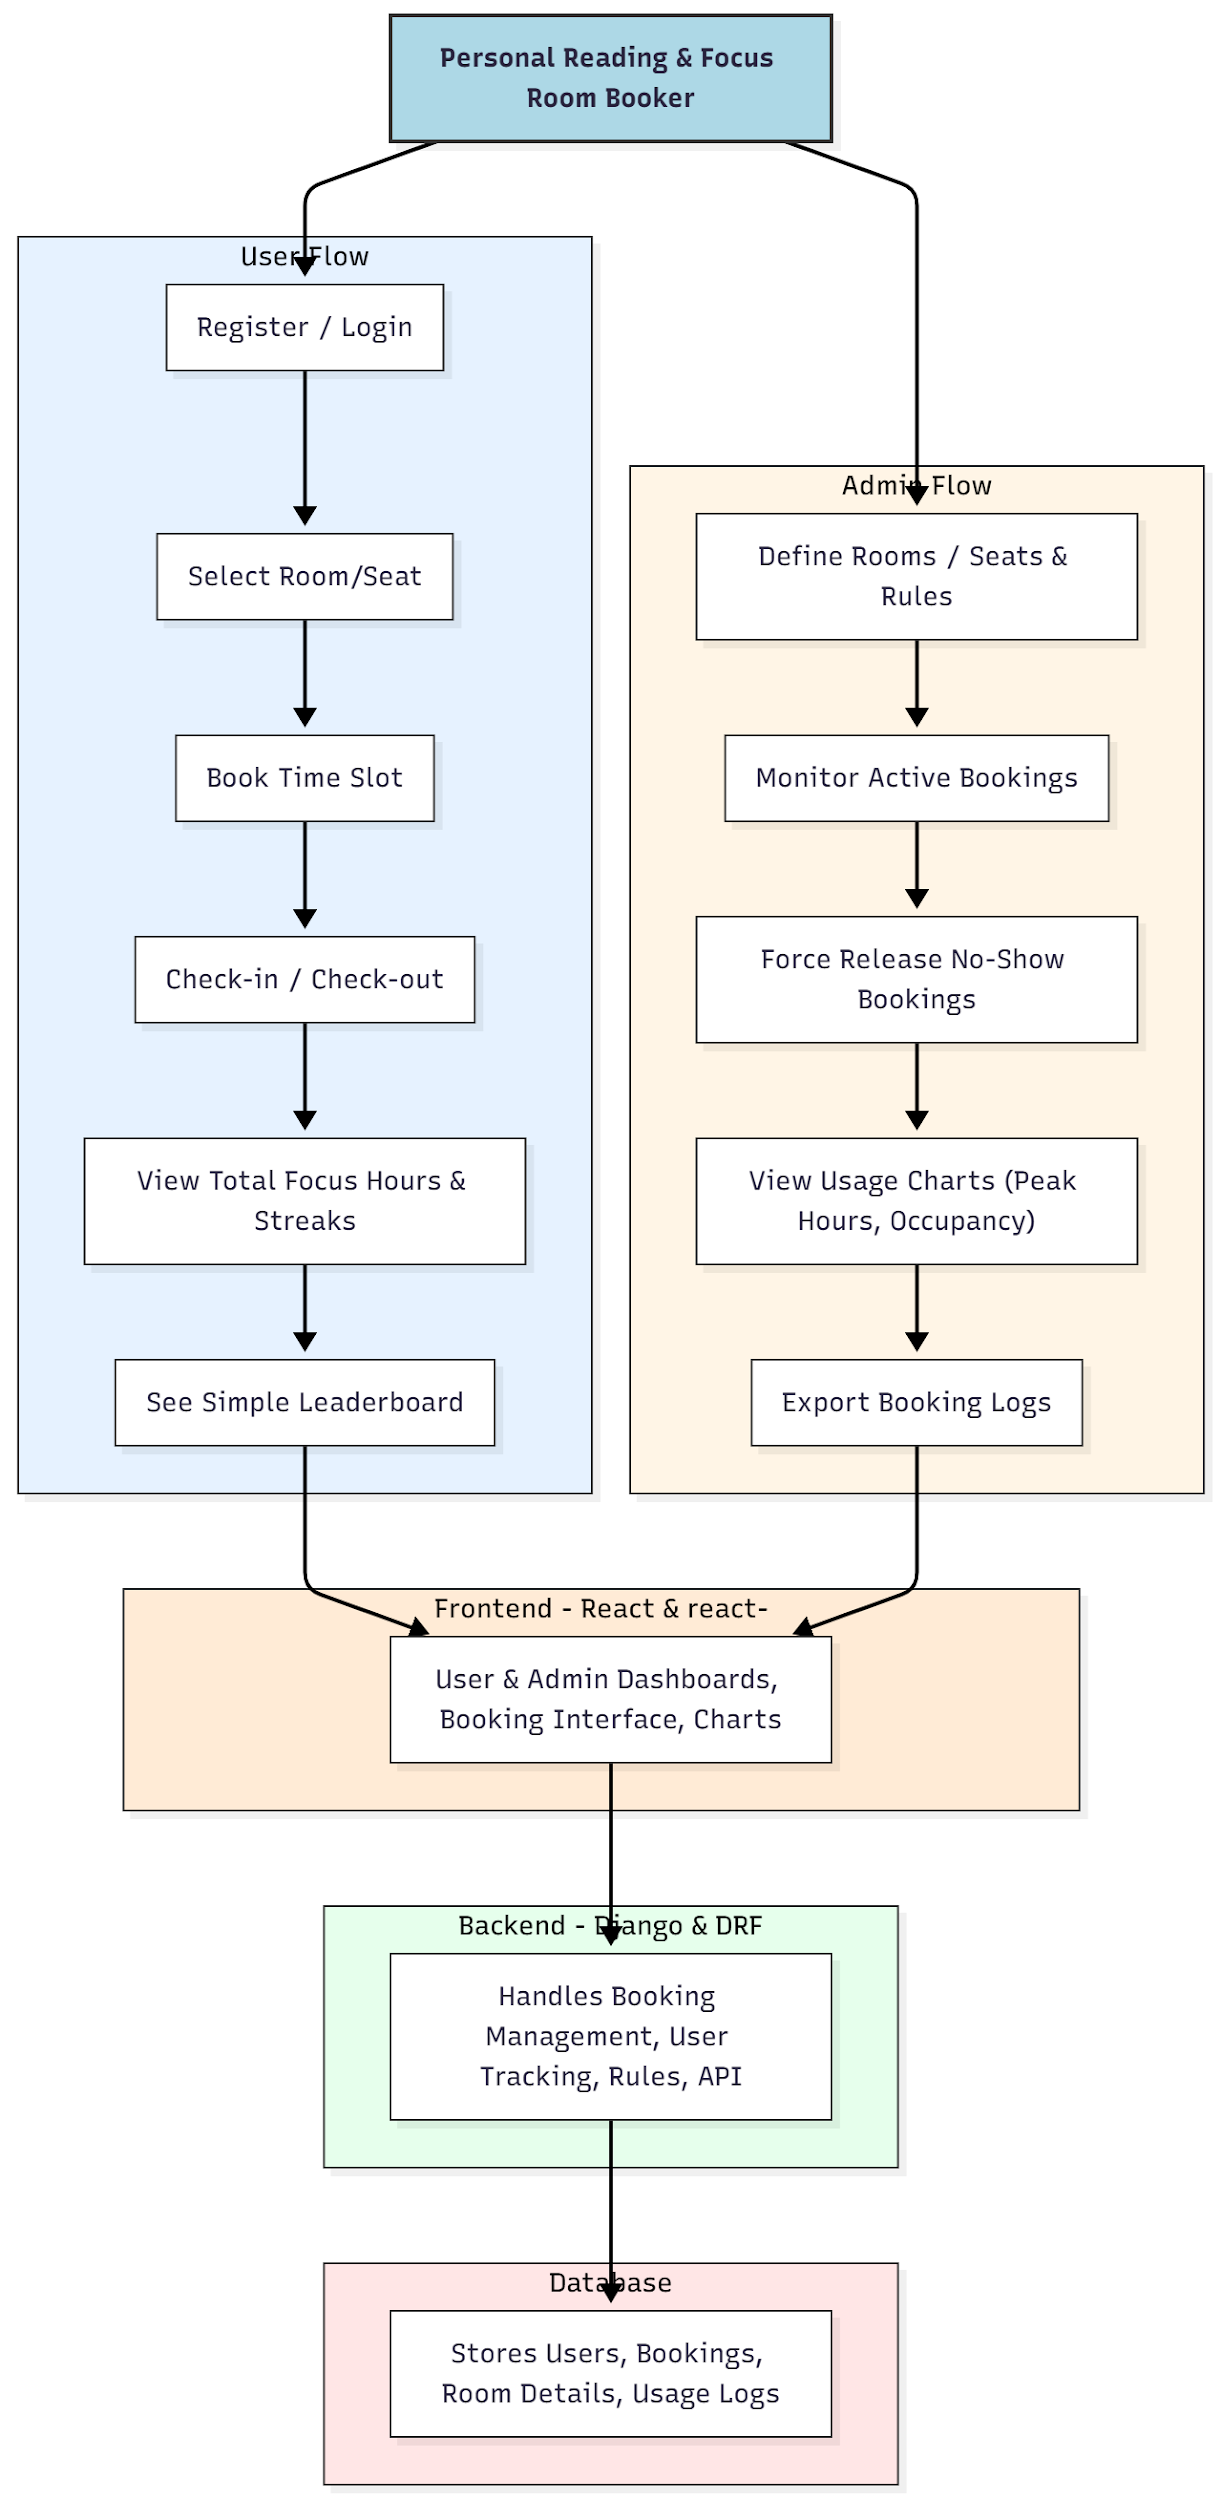 Personal Reading & Focus
Room Booker
User Flow
Register / Login
Select Room/Seat
Book Time Slot
Check-in / Check-out
View Total Focus Hours &
Streaks
See Simple Leaderboard
Admin Flow
Define Rooms / Seats &
Rules
Monitor Active Bookings
Force Release No-Show
Bookings
View Usage Charts (Peak
Hours, Occupancy)
Export Booking Logs
Frontend - React & react-
User & Admin Dashboards,
Booking Interface, Charts
Backend - Django & DRF
Handles Booking
Management, User
Tracking, Rules, API
Database
Stores Users, Bookings,
Room Details, Usage Logs